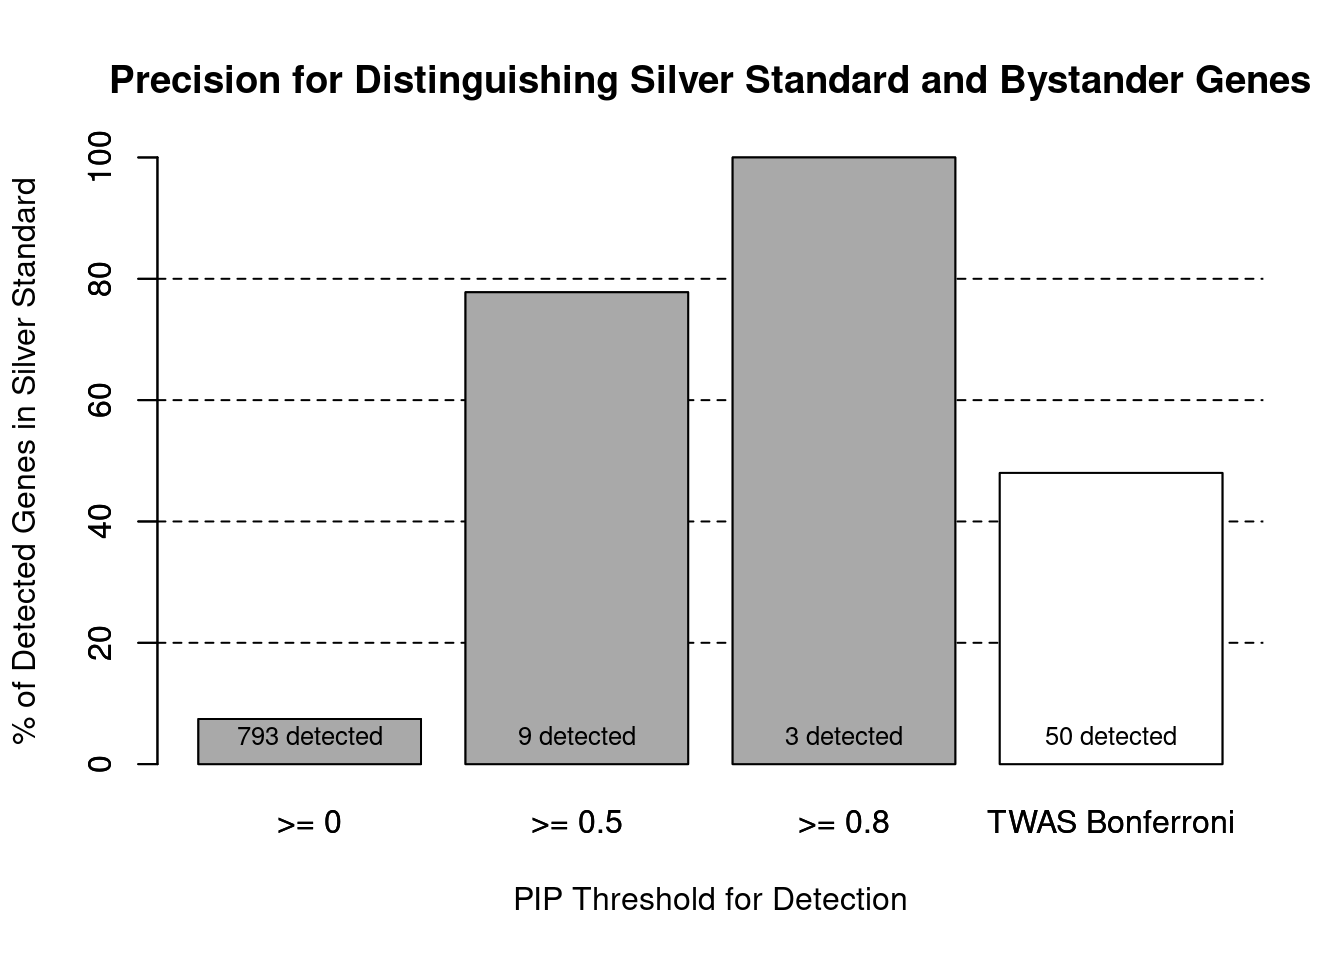 Precision for Distinguishing Silver Standard and Bystander Genes
% of Detected Genes in Silver Standard
100
80
60
40
20
0
793 detected
9 detected
3 detected
50 detected
>= 0
>= 0.5
>= 0.8
TWAS Bonferroni
PIP Threshold for Detection